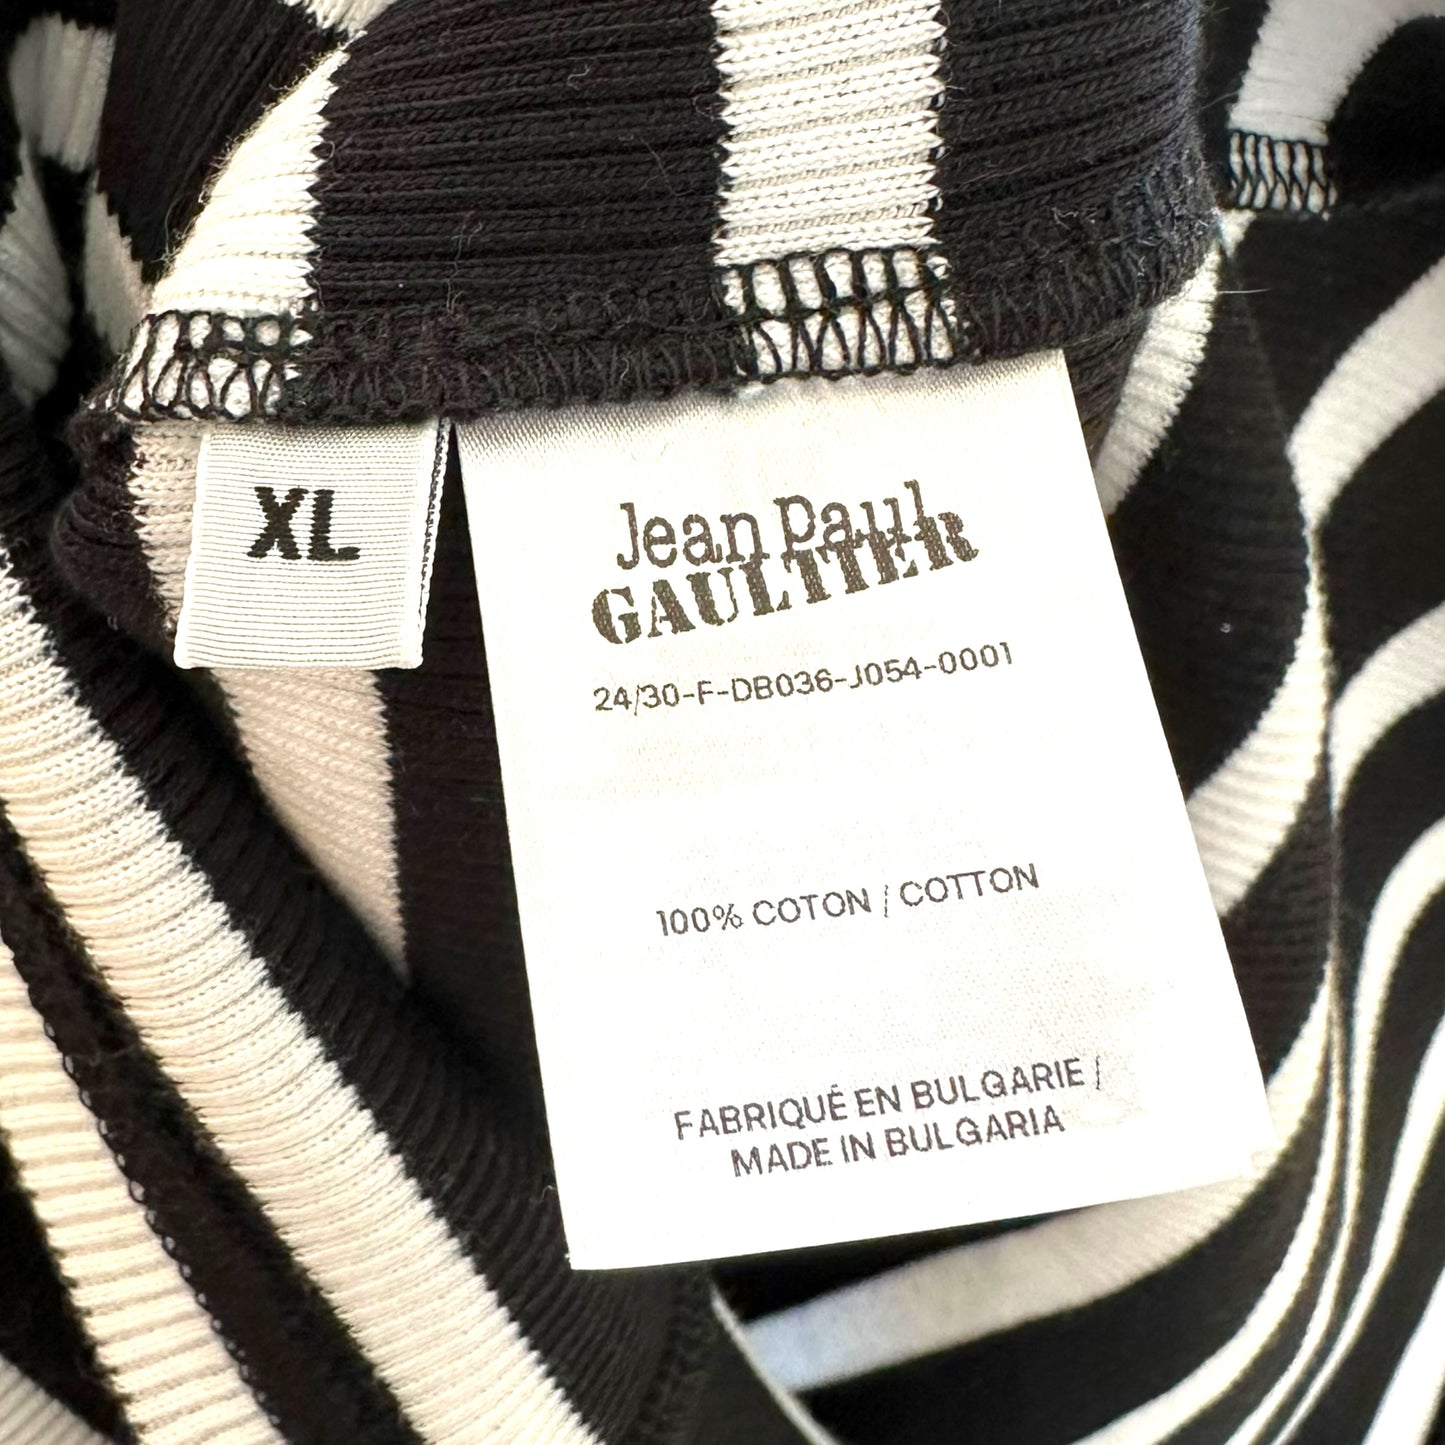 XL
Jean Paul
GAULTIER
24/30-F-DB036-J054-0001
100% COTON / COTTON
FABRIQUÉ EN BULGARIE /
MADE IN BULGARIA